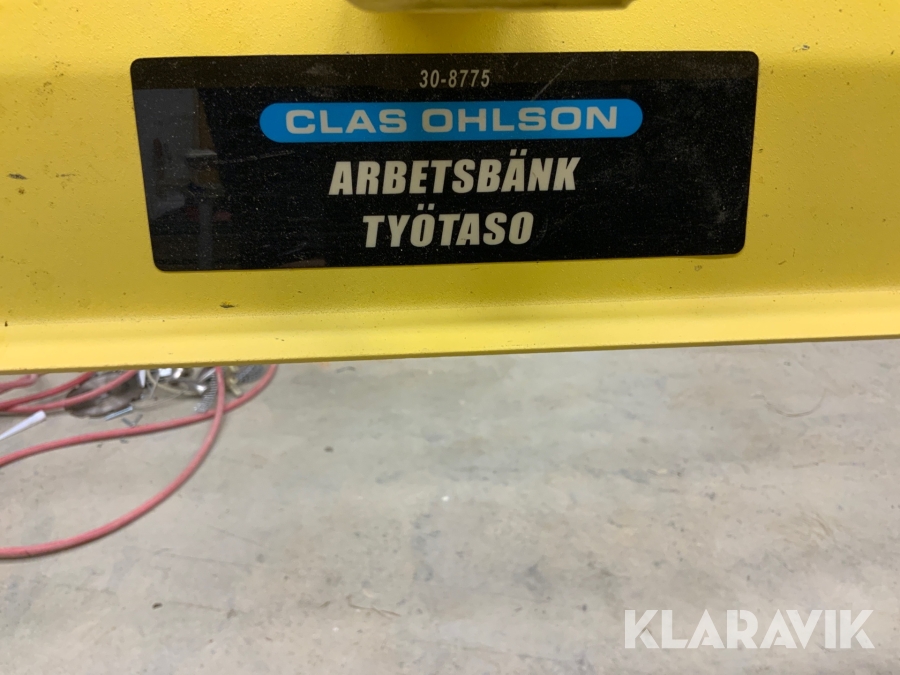 30-8775
CLAS OHLSON
ARBETSBÄNK
TYÖTASO
KLARAVIK